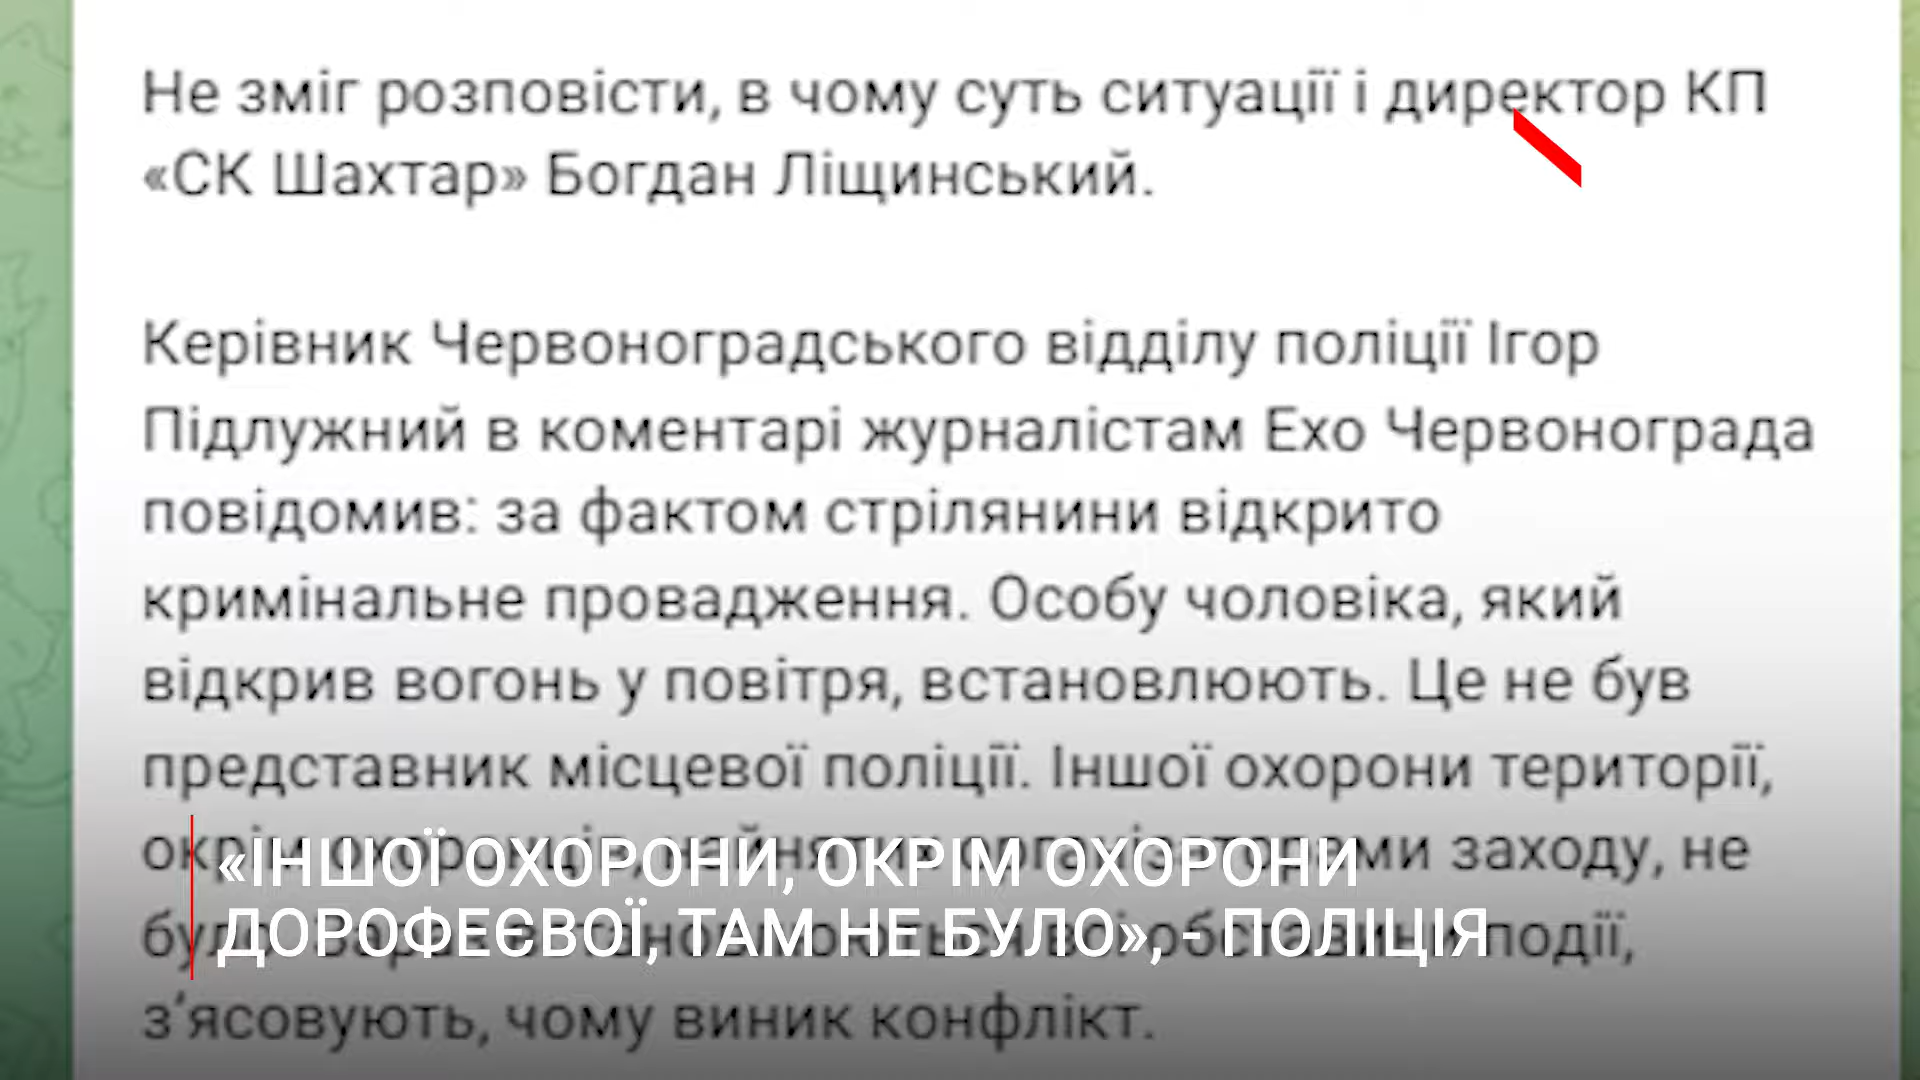 Не зміг розповісти, в чому суть ситуації і директор КП
«СК Шахтар» Богдан Ліщинський.
Керівник Червоноградського відділу поліції Ігор
Підлужний в коментарі журналістам Ехо Червонограда
повідомив: за фактом стрілянини відкрито
кримінальне провадження. Особу чоловіка, який
відкрив вогонь у повітря, встановлюють. Це не був
представник місцевої поліції. Іншої охорони території,
окрім заходу, не
події,
з’ясовують, чому виник конфлікт.
«ІНШОЇ ОХОРОНИ, ОКРІМ ОХОРОНИ
ДОРОФЕЄВОЇ, ТАМ НЕ БУЛО», - ПОЛІЦІЯ